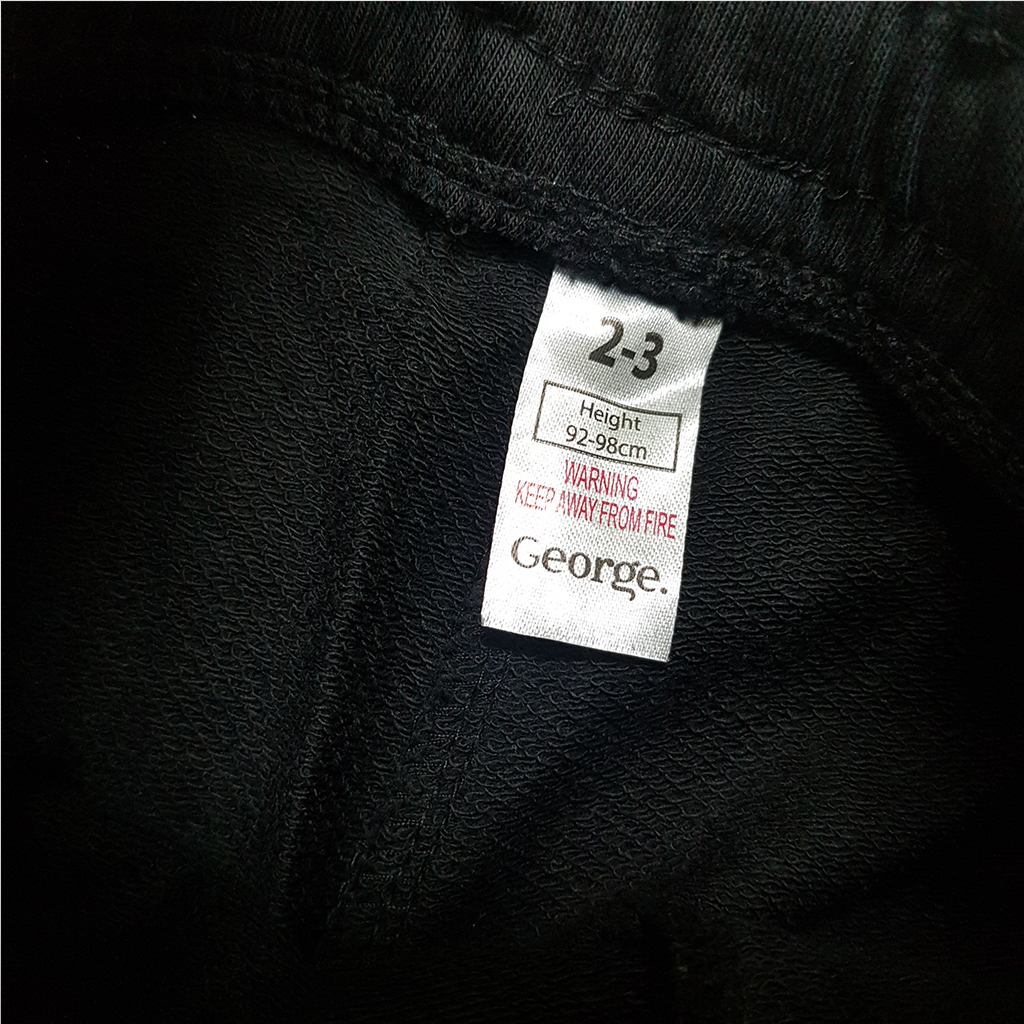 2-3
Height
92-98cm
WARNING
KEEP AWAY FROM FIRE
George.